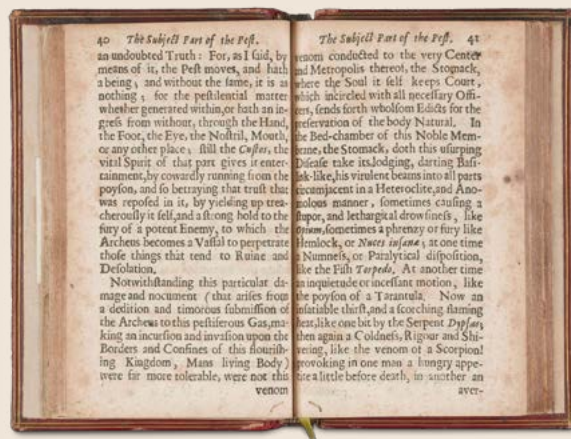 40 The Subject Part of the Pest.
an undoubted Truth : For, as I said, by
means of it, the Pest moves, and hath
a being ; and without the same, it is as
nothing ; for the pestilential matter
whether generated within, or hath an in-
gress from without, through the Hand,
the Foot, the Eye, the Nostril, Mouth,
or any other place ; still the Custos, the
vital Spirit of that part gives it enter-
tainment, by cowardly running from the
poyson, and so betraying that trust that
was reposed in it, by yielding up trea-
cherously it self, and a strong hold to the
fury of a potent Enemy, to which the
Archeus becomes a Vassal to perpetrate
those things that tend to Ruine and
Desolation.
Notwithstanding this particular da-
mage and nocument ( that arises from
a dedition and timorous submission of
the Archeus to this pestiferous Gas, ma-
king an incursion and invasion upon the
Borders and Confines of this flourish-
ing Kingdom, Mans living Body )
were far more tolerable, were not this
venom
The Subject Part of the Pest. 41
venom conducted to the very Center
and Metropolis thereof, the Stomack,
where the Soul it self keeps Court,
which incircled with all necessary Offi-
cers, sends forth wholsom Edicts for the
preservation of the body Natural. In
the Bed-chamber of this Noble Mem-
brane, the Stomack, doth this usurping
Disease take its lodging, darting Basi-
lisk-like, his virulent beams into all parts
circumjacent in a Heteroclite, and Ano-
molous manner, sometimes causing a
stupor, and lethargical drowsiness, like
Opium, sometimes a phrenzy or fury like
Hemlock, or Nuces insanæ ; at one time
a Numness, or Paralytical disposition,
like the Fish Torpedo. At another time
an inquietude or incessant motion, like
the poyson of a Tarantula. Now an
insatiable thirst, and a scorching flaming
heat, like one bit by the Serpent Dypsas;
then again a Coldness, Rigour and Shi-
vering, like the venom of a Scorpion!
provoking in one man a hungry appe-
tite a little before death, in another an
aver-